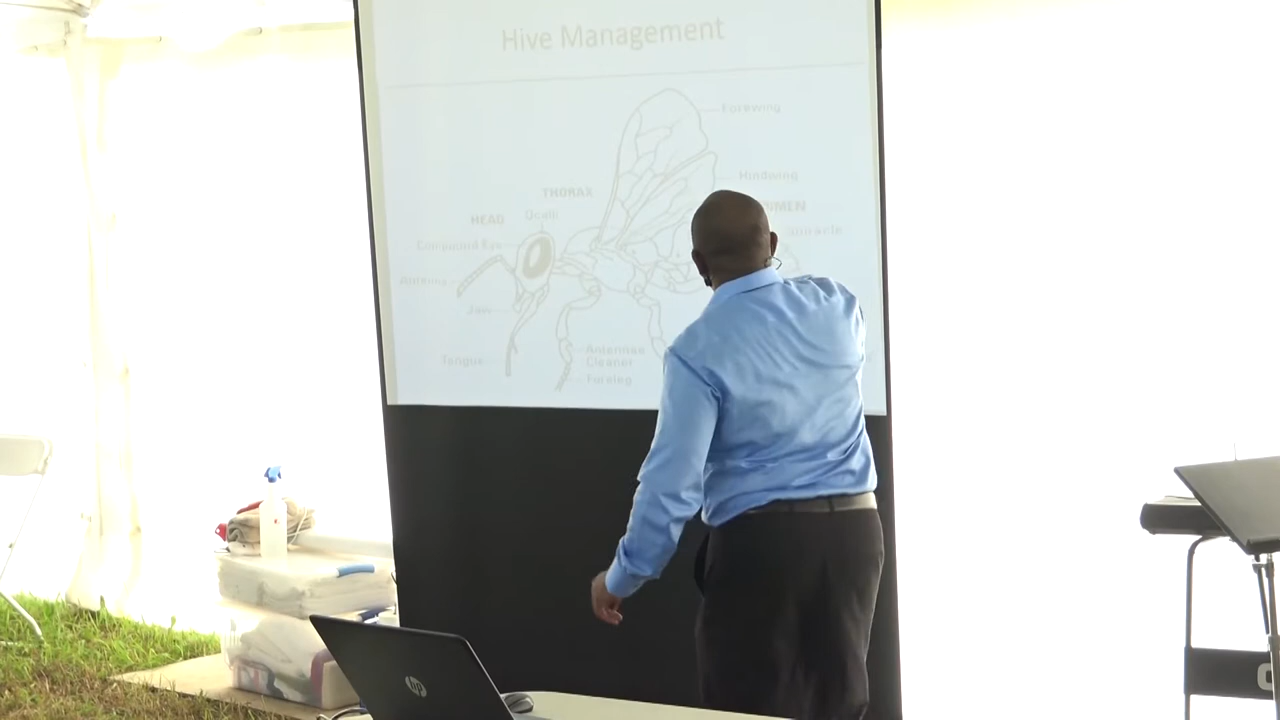 Hive Management
Forewing
Hindwing
THORAX
HEAD
Ocelli
Compound Eye
Antenna
Jaw
Tongue
Antennae
Cleaner
Foreleg
hp